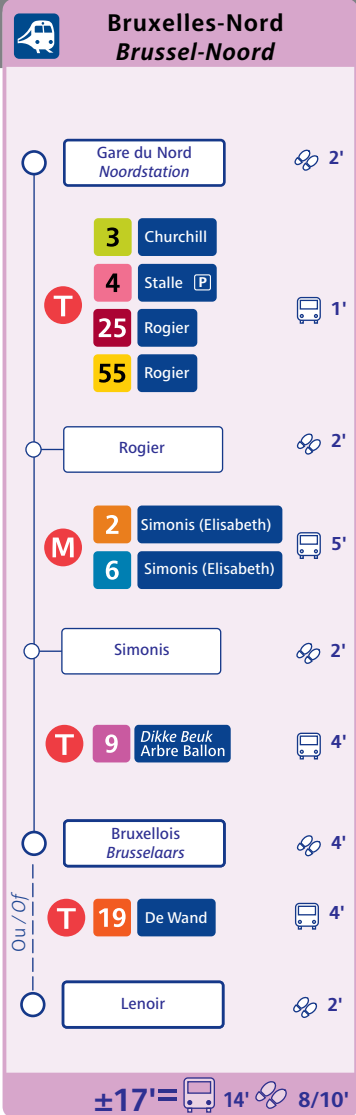 Bruxelles-Nord
Brussel-Noord
Gare du Nord
Noordstation
2'
3 Churchill
4 Stalle P
T
1'
25 Rogier
55 Rogier
Rogier
2'
2 Simonis (Elisabeth)
M
5'
6 Simonis (Elisabeth)
Simonis
2'
T 9 Dikke Beuk
Arbre Ballon
4'
Bruxellois
Brusselaars
4'
Ou / Of
T 19 De Wand
4'
Lenoir
2'
±17'= 14' 8/10'